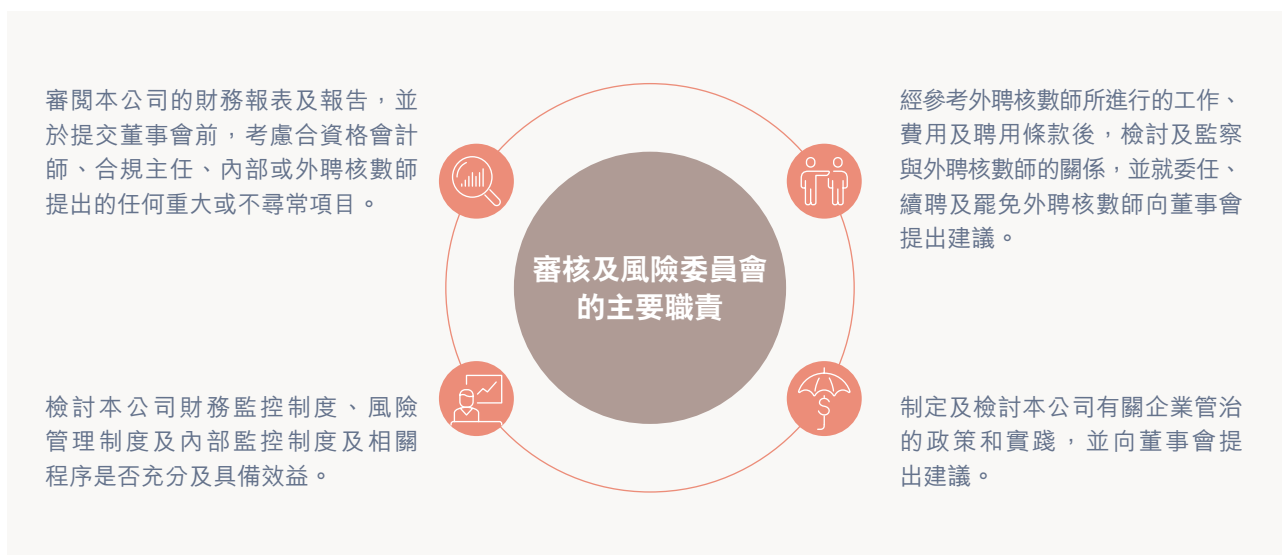 審閱本公司的財務報表及報告，並
於提交董事會前，考慮合資格會計
師、合規主任、內部或外聘核數師
提出的任何重大或不尋常項目。
經參考外聘核數師所進行的工作、
費用及聘用條款後，檢討及監察
與外聘核數師的關係，並就委任、
續聘及罷免外聘核數師向董事會
提出建議。
審核及風險委員會
的主要職責
檢討本公司財務監控制度、風險
管理制度及內部監控制度及相關
程序是否充分及具備效益。
制定及檢討本公司有關企業管治
的政策和實踐，並向董事會提
出建議。
$